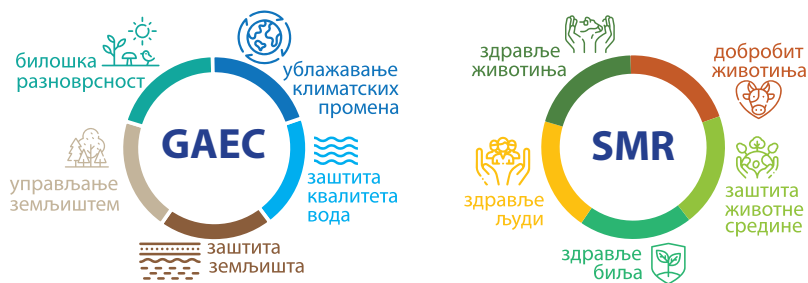 GAEC
ублажавање
климатских
промена
заштита
квалитета
вода
заштита
земљишта
управљање
земљиштем
билошка
разноврсност
SMR
добробит
животиња
заштита
животне
средине
здравље
биља
здравље
људи
здравље
животиња